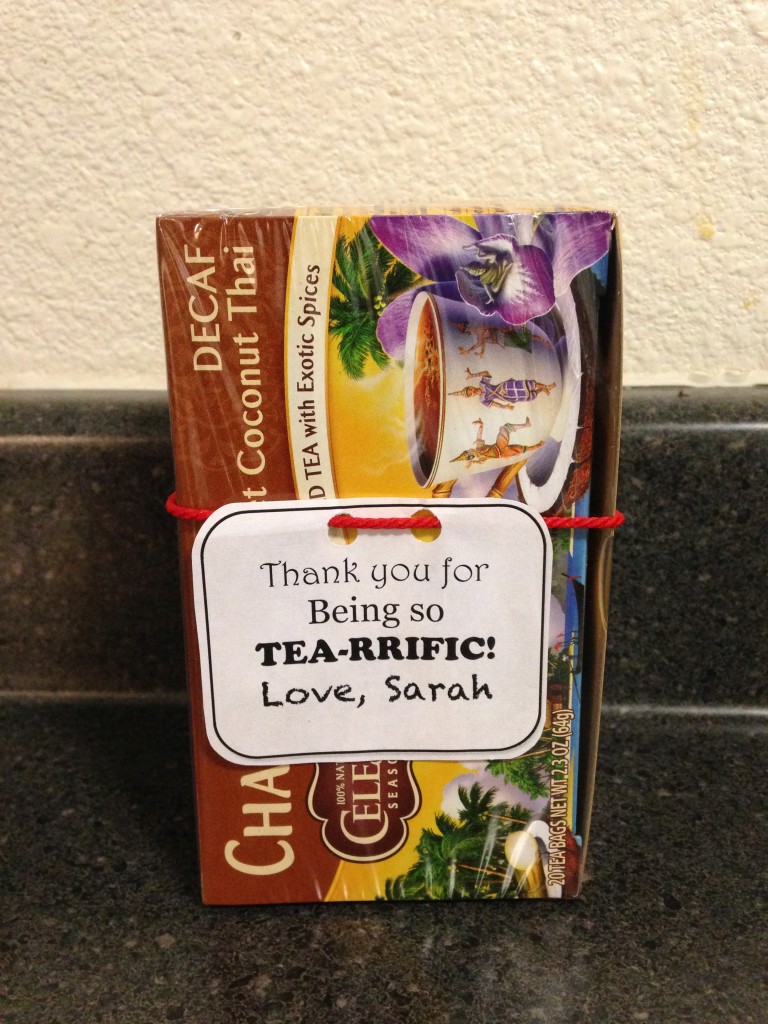 DECAF
Coconut Thai
TEA with Exotic Spices
Thank you for
Being so
TEA-RRIFIC!
Love, Sarah
CHA
100% NAT
CELE
SEAS
20 TEA BAGS NET WT 2.3 OZ (64g)